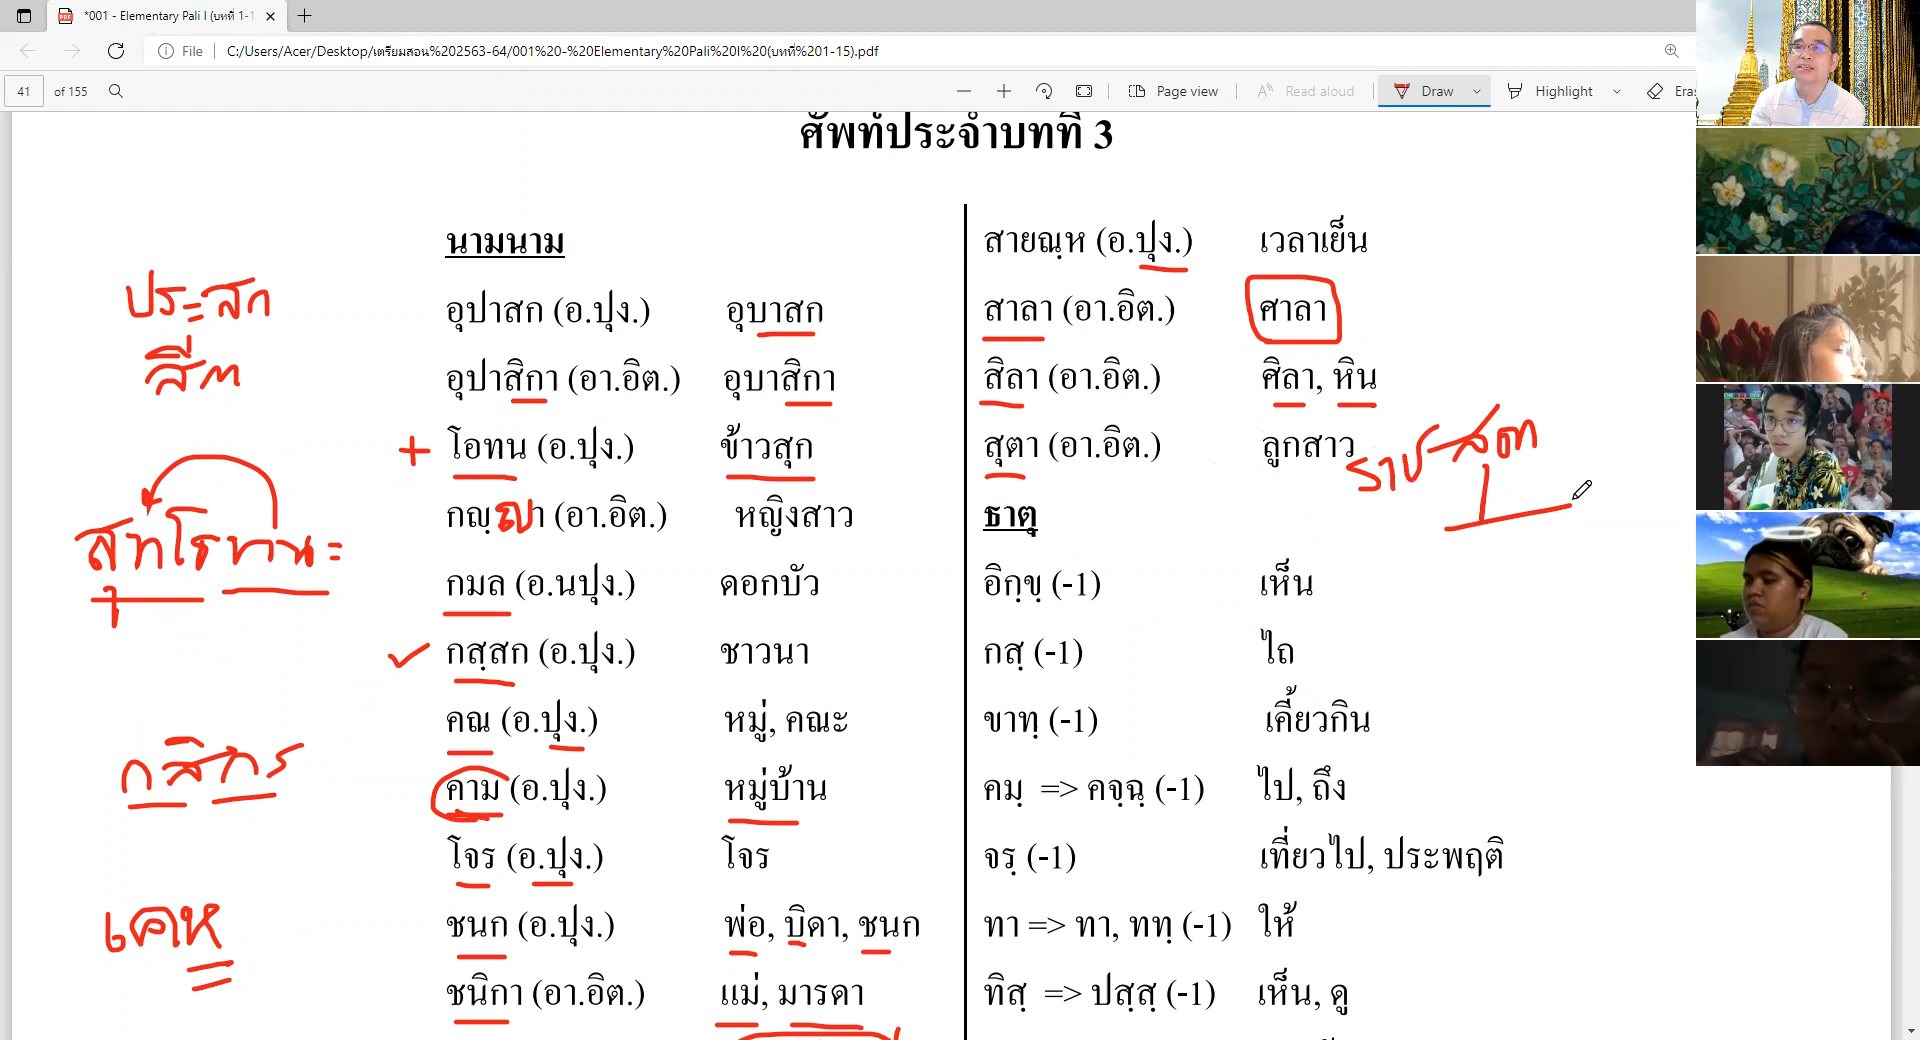 *001 - Elementary Pali I (บทที่ 1-1
File
C:/Users/Acer/Desktop/เตรียมสอน%202563-64/001%20-%20Elementary%20Pali%20I%20(บทที่%201-15).pdf
41 of 155
Page view
Read aloud
Draw
Highlight
Eras
ศัพท์ประจำบทที่ 3
นามนาม
อุปาสก (อ.ปุง.) อุบาสก
อุปาสิกา (อา.อิต.) อุบาสิกา
โอทน (อ.ปุง.) ข้าวสุก
กญฺญา (อา.อิต.) หญิงสาว
กมล (อ.นปุง.) ดอกบัว
กสฺสก (อ.ปุง.) ชาวนา
คณ (อ.ปุง.) หมู่, คณะ
คาม (อ.ปุง.) หมู่บ้าน
โจร (อ.ปุง.) โจร
ชนก (อ.ปุง.) พ่อ, บิดา, ชนก
ชนิกา (อา.อิต.) แม่, มารดา
สายณฺห (อ.ปุง.) เวลาเย็น
สาลา (อา.อิต.) ศาลา
สิลา (อา.อิต.) ศิลา, หิน
สุตา (อา.อิต.) ลูกสาว
ธาตุ
อิกฺขฺ (-1) เห็น
กสฺ (-1) ไถ
ขาทฺ (-1) เคี้ยวกิน
คมฺ => คจฺฉฺ (-1) ไป, ถึง
จรฺ (-1) เที่ยวไป, ประพฤติ
ทา => ทา, ททฺ (-1) ให้
ทิสฺ => ปสฺสฺ (-1) เห็น, ดู
ประสก
สีกา
สุทโธทนะ
กสิกร
เคห